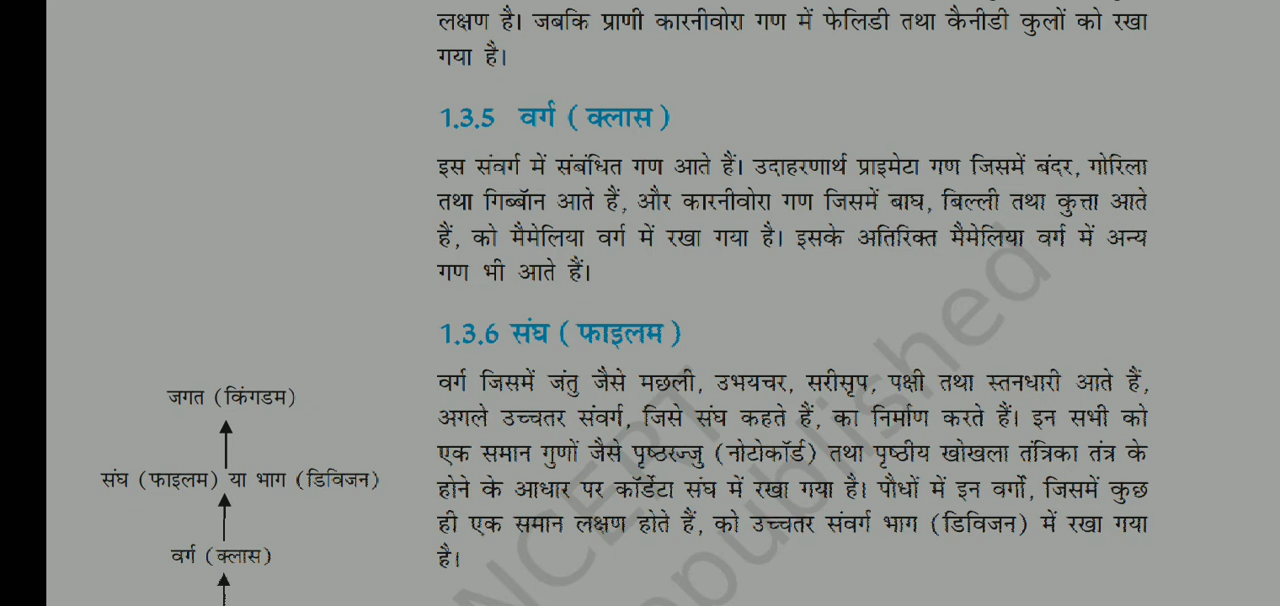 लक्षण है। जबकि प्राणी कारनीवोरा गण में फेलिडी तथा कैनीडी कुलों को रखा
गया है।
1.3.5 वर्ग ( क्लास )
इस संवर्ग में संबंधित गण आते हैं। उदाहरणार्थ प्राइमेटा गण जिसमें बंदर, गोरिला
तथा गिब्बॉन आते हैं, और कारनीवोरा गण जिसमें बाघ, बिल्ली तथा कुत्ता आते
हैं, को मैमेलिया वर्ग में रखा गया है। इसके अतिरिक्त मैमेलिया वर्ग में अन्य
गण भी आते हैं।
1.3.6 संघ ( फाइलम )
वर्ग जिसमें जंतु जैसे मछली, उभयचर, सरीसृप, पक्षी तथा स्तनधारी आते हैं,
अगले उच्चतर संवर्ग, जिसे संघ कहते हैं, का निर्माण करते हैं। इन सभी को
एक समान गुणों जैसे पृष्ठरज्जु (नोटोकॉर्ड) तथा पृष्ठीय खोखला तंत्रिका तंत्र के
होने के आधार पर कॉर्डेटा संघ में रखा गया है। पौधों में इन वर्गों, जिसमें कुछ
ही एक समान लक्षण होते हैं, को उच्चतर संवर्ग भाग (डिविजन) में रखा गया
है।
जगत (किंगडम)
संघ (फाइलम) या भाग (डिविजन)
वर्ग (क्लास)
NCERT
republished